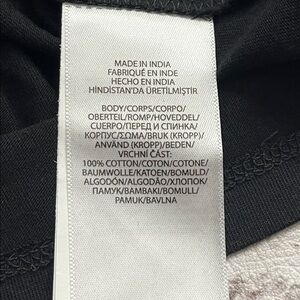 MADE IN INDIA
FABRIQUÉ EN INDE
HECHO EN INDIA
HİNDİSTAN'DA ÜRETİLMİŞTİR
BODY/CORPS/CORPO/
OBERTEIL/ROMP/HOVEDDEL/
CUERPO/ПЕРЕД И СПИНКА/
КОРПУС/ΣΩΜΑ/BRUK (KROPP)/
ANVÄND (KROPP)/BEDEN/
VRCHNÍ ČÁST:
100% COTTON/COTON/COTONE/
BAUMWOLLE/KATOEN/BOMULD/
ALGODÓN/ALGODÃO/ХЛОПОК/
ПАМУК/ΒΑΜΒΑΚΙ/BOMULL/
PAMUK/BAVLNA